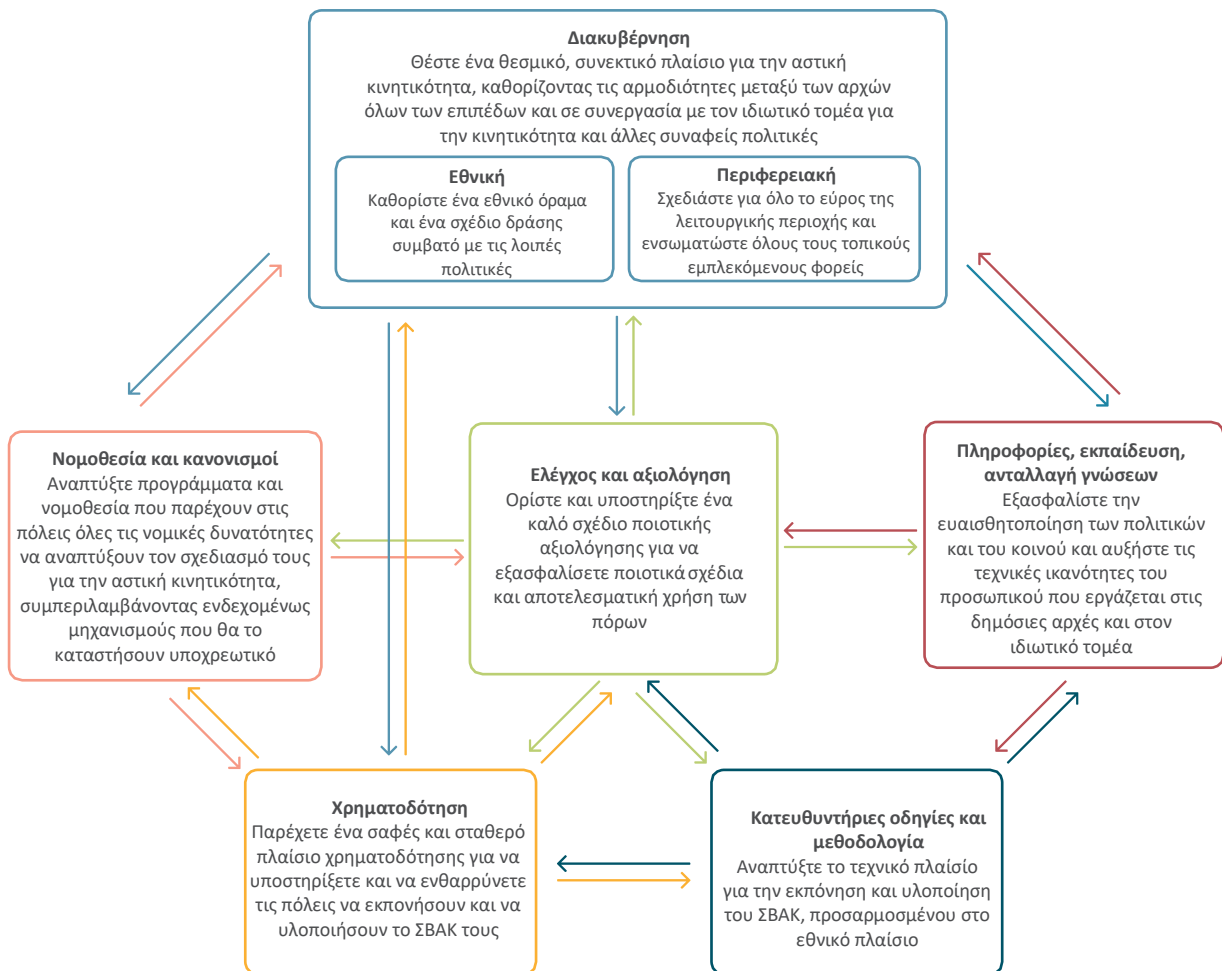 Διακυβέρνηση
Θέστε ένα θεσμικό, συνεκτικό πλαίσιο για την αστική
κινητικότητα, καθορίζοντας τις αρμοδιότητες μεταξύ των αρχών
όλων των επιπέδων και σε συνεργασία με τον ιδιωτικό τομέα για
την κινητικότητα και άλλες συναφείς πολιτικές
Εθνική
Καθορίστε ένα εθνικό όραμα
και ένα σχέδιο δράσης
συμβατό με τις λοιπές
πολιτικές
Περιφερειακή
Σχεδιάστε για όλο το εύρος της
λειτουργικής περιοχής και
ενσωματώστε όλους τους τοπικούς
εμπλεκόμενους φορείς
Νομοθεσία και κανονισμοί
Αναπτύξτε προγράμματα και
νομοθεσία που παρέχουν στις
πόλεις όλες τις νομικές δυνατότητες
να αναπτύξουν τον σχεδιασμό τους
για την αστική κινητικότητα,
συμπεριλαμβάνοντας ενδεχομένως
μηχανισμούς που θα το
καταστήσουν υποχρεωτικό
Ελέγχος και αξιολόγηση
Ορίστε και υποστηρίξτε ένα
καλό σχέδιο ποιοτικής
αξιολόγησης για να
εξασφαλίσετε ποιοτικά σχέδια
και αποτελεσματική χρήση των
πόρων
Πληροφορίες, εκπαίδευση,
ανταλλαγή γνώσεων
Εξασφαλίστε την
ευαισθητοποίηση των πολιτικών
και του κοινού και αυξήστε τις
τεχνικές ικανότητες του
προσωπικού που εργάζεται στις
δημόσιες αρχές και στον
ιδιωτικό τομέα
Χρηματοδότηση
Παρέχετε ένα σαφές και σταθερό
πλαίσιο χρηματοδότησης για να
υποστηρίξετε και να ενθαρρύνετε
τις πόλεις να εκπονήσουν και να
υλοποιήσουν το ΣΒΑΚ τους
Κατευθυντήριες οδηγίες και
μεθοδολογία
Αναπτύξτε το τεχνικό πλαίσιο
για την εκπόνηση και υλοποίηση
του ΣΒΑΚ, προσαρμοσμένου στο
εθνικό πλαίσιο